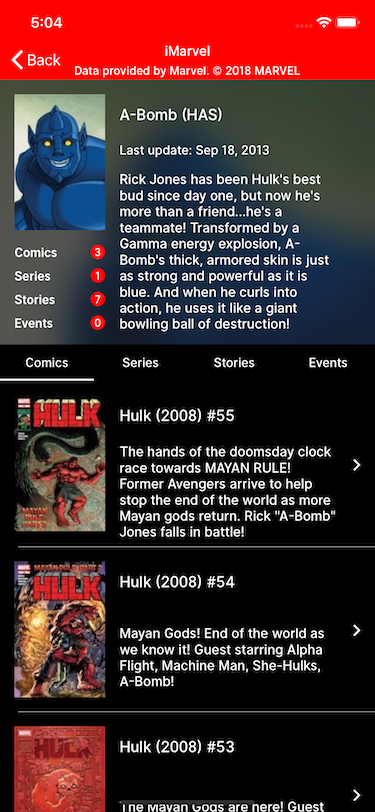 5:04
Back
iMarvel
Data provided by Marvel. © 2018 MARVEL
A-Bomb (HAS)
Last update: Sep 18, 2013
Rick Jones has been Hulk's best
bud since day one, but now he's
more than a friend...he's a
teammate! Transformed by a
Gamma energy explosion, A-
Bomb's thick, armored skin is just
as strong and powerful as it is
blue. And when he curls into
action, he uses it like a giant
bowling ball of destruction!
Comics 3
Series 1
Stories 7
Events 0
Comics Series Stories Events
HULK
MAYAN
RULE
Hulk (2008) #55
The hands of the doomsday clock
race towards MAYAN RULE!
Former Avengers arrive to help
stop the end of the world as more
Mayan gods return. Rick "A-Bomb"
Jones falls in battle!
HULK
Hulk (2008) #54
Mayan Gods! End of the world as
we know it! Guest starring Alpha
Flight, Machine Man, She-Hulks,
A-Bomb!
HULK
Hulk (2008) #53
The Mayan Gods are here! Guest